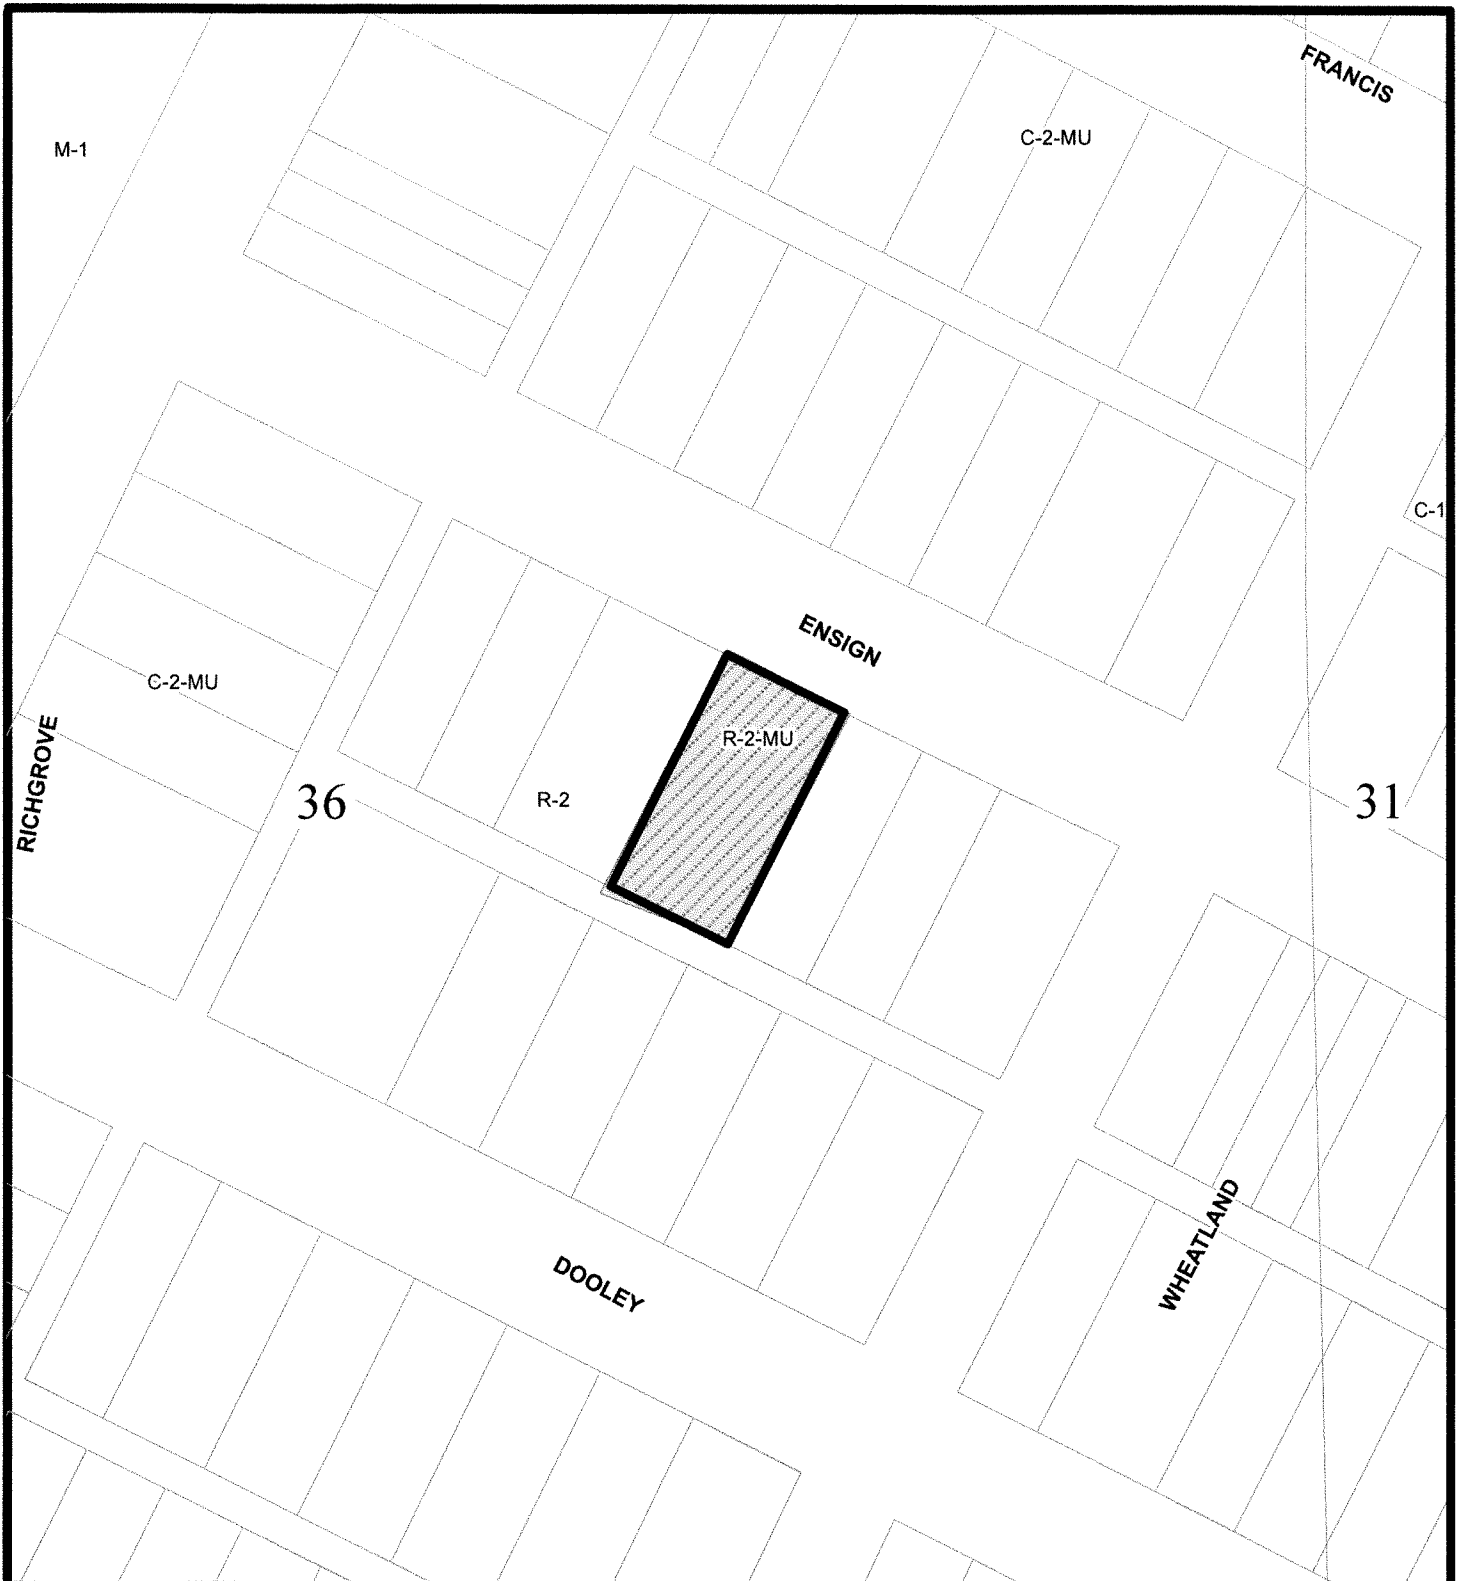 FRANCIS
C-2-MU
M-1
C-1
ENSIGN
C-2-MU
R-2-MU
RICHGROVE
R-2
36
31
WHEATLAND
DOOLEY